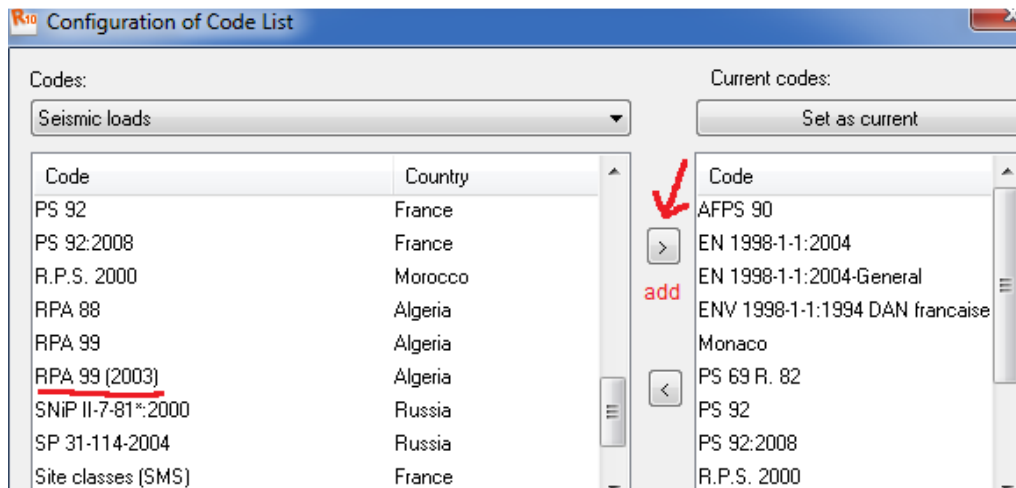 R10 Configuration of Code List
Codes:
Current codes:
Seismic loads
Set as current
Code Country
PS 92 France
PS 92:2008 France
R.P.S. 2000 Morocco
RPA 88 Algeria
RPA 99 Algeria
RPA 99 (2003) Algeria
SNiP II-7-81*:2000 Russia
SP 31-114-2004 Russia
Site classes (SMS) France
>
add
<
Code
AFPS 90
EN 1998-1-1:2004
EN 1998-1-1:2004-General
ENV 1998-1-1:1994 DAN francaise
Monaco
PS 69 R. 82
PS 92
PS 92:2008
R.P.S. 2000